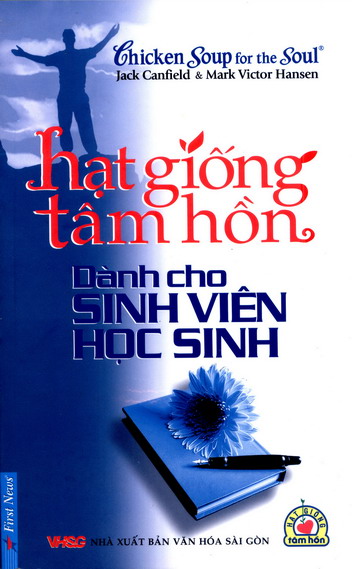 Chicken Soup for the Soul®
Jack Canfield & Mark Victor Hansen
hạt giống
tâm hồn
Dành cho
SINH VIÊN
HỌC SINH
First News
VHSG NHÀ XUẤT BẢN VĂN HÓA SÀI GÒN
HẠT GIỐNG
tâm hồn